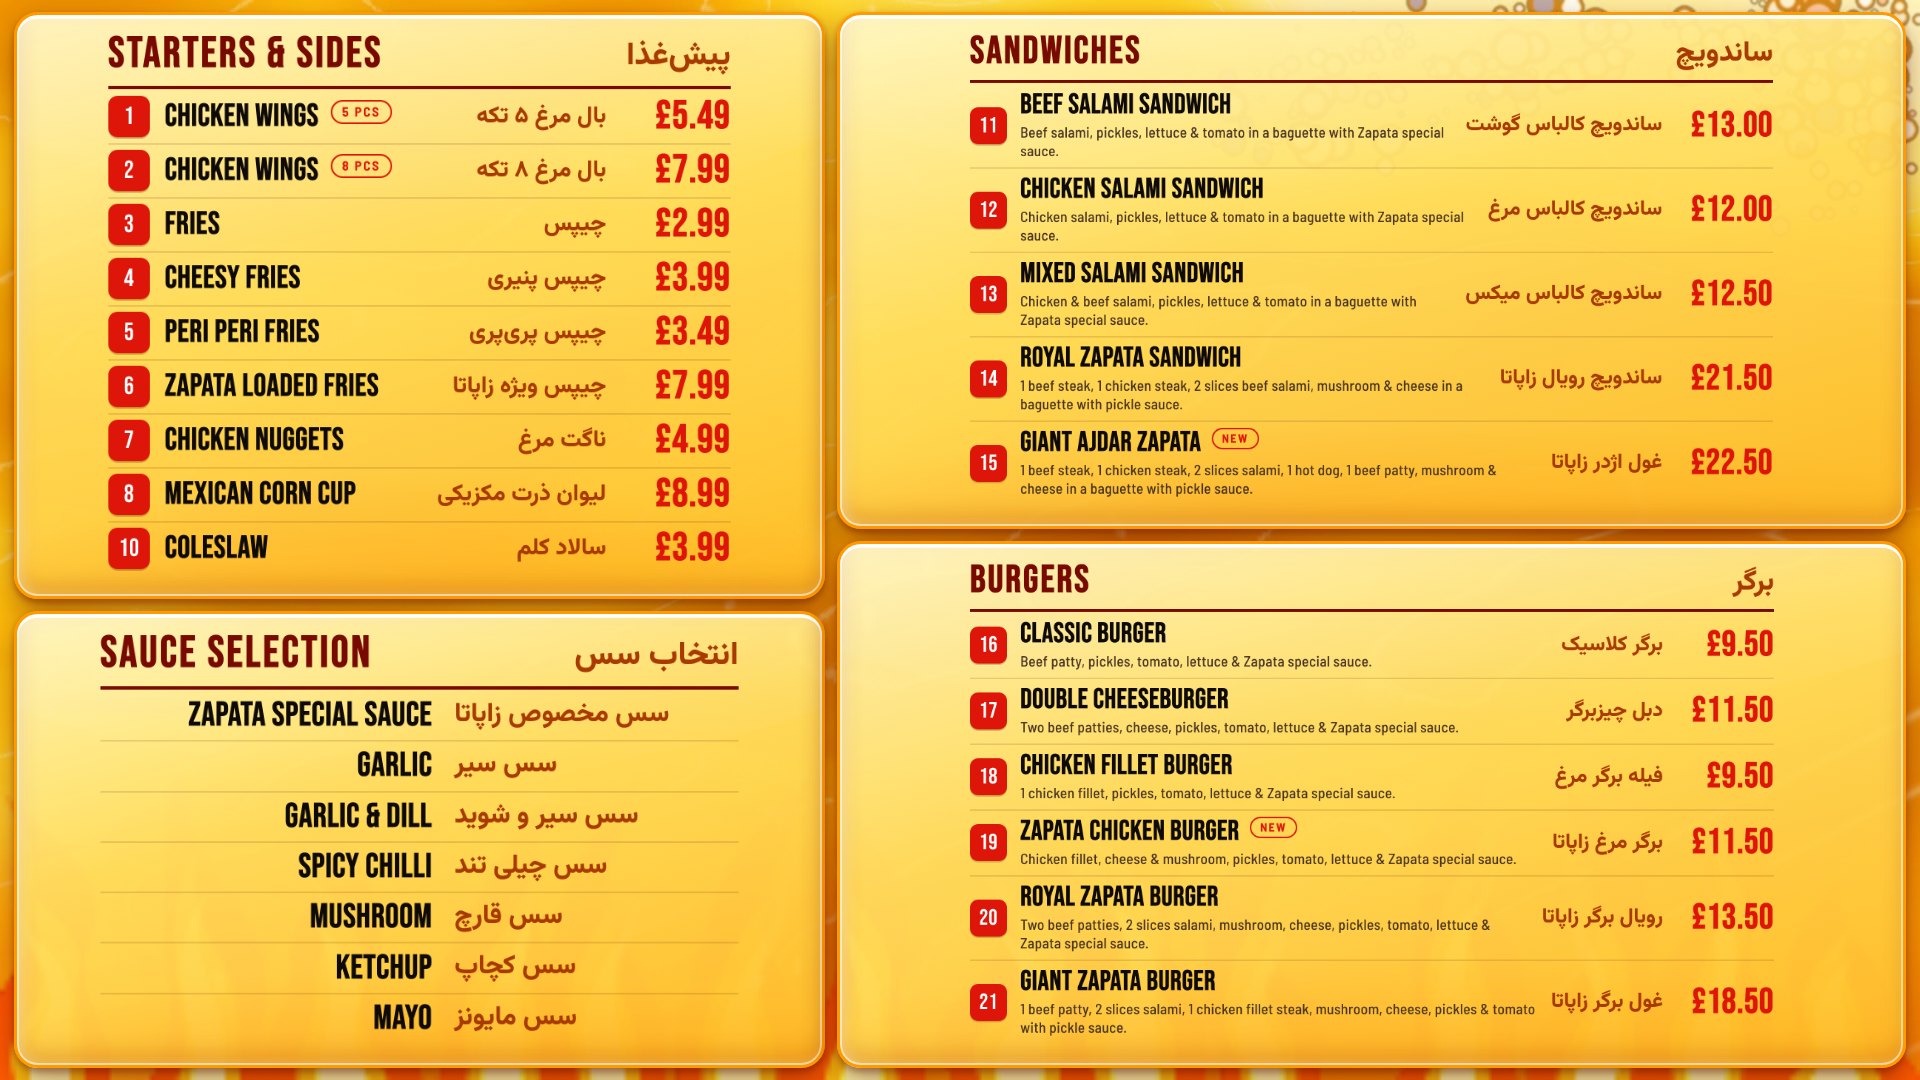 STARTERS & SIDES پیش‌غذا
1 CHICKEN WINGS 5 PCS بال مرغ ۵ تکه £5.49
2 CHICKEN WINGS 8 PCS بال مرغ ۸ تکه £7.99
3 FRIES چیپس £2.99
4 CHEESY FRIES چیپس پنیری £3.99
5 PERI PERI FRIES چیپس پری‌پری £3.49
6 ZAPATA LOADED FRIES چیپس ویژه زاپاتا £7.99
7 CHICKEN NUGGETS ناگت مرغ £4.99
8 MEXICAN CORN CUP لیوان ذرت مکزیکی £8.99
10 COLESLAW سالاد کلم £3.99
SAUCE SELECTION انتخاب سس
ZAPATA SPECIAL SAUCE سس مخصوص زاپاتا
GARLIC سس سیر
GARLIC & DILL سس سیر و شوید
SPICY CHILLI سس چیلی تند
MUSHROOM سس قارچ
KETCHUP سس کچاپ
MAYO سس مایونز
SANDWICHES ساندویچ
11 BEEF SALAMI SANDWICH ساندویچ کالباس گوشت £13.00
Beef salami, pickles, lettuce & tomato in a baguette with Zapata special
sauce.
12 CHICKEN SALAMI SANDWICH ساندویچ کالباس مرغ £12.00
Chicken salami, pickles, lettuce & tomato in a baguette with Zapata special
sauce.
13 MIXED SALAMI SANDWICH ساندویچ کالباس میکس £12.50
Chicken & beef salami, pickles, lettuce & tomato in a baguette with
Zapata special sauce.
14 ROYAL ZAPATA SANDWICH ساندویچ رویال زاپاتا £21.50
1 beef steak, 1 chicken steak, 2 slices beef salami, mushroom & cheese in a
baguette with pickle sauce.
15 GIANT AJDAR ZAPATA NEW غول اژدر زاپاتا £22.50
1 beef steak, 1 chicken steak, 2 slices salami, 1 hot dog, 1 beef patty, mushroom &
cheese in a baguette with pickle sauce.
BURGERS برگر
16 CLASSIC BURGER برگر کلاسیک £9.50
Beef patty, pickles, tomato, lettuce & Zapata special sauce.
17 DOUBLE CHEESEBURGER دبل چیزبرگر £11.50
Two beef patties, cheese, pickles, tomato, lettuce & Zapata special sauce.
18 CHICKEN FILLET BURGER فیله برگر مرغ £9.50
1 chicken fillet, pickles, tomato, lettuce & Zapata special sauce.
19 ZAPATA CHICKEN BURGER NEW برگر مرغ زاپاتا £11.50
Chicken fillet, cheese & mushroom, pickles, tomato, lettuce & Zapata special sauce.
20 ROYAL ZAPATA BURGER رویال برگر زاپاتا £13.50
Two beef patties, 2 slices salami, mushroom, cheese, pickles, tomato, lettuce &
Zapata special sauce.
21 GIANT ZAPATA BURGER غول برگر زاپاتا £18.50
1 beef patty, 2 slices salami, 1 chicken fillet steak, mushroom, cheese, pickles & tomato
with pickle sauce.